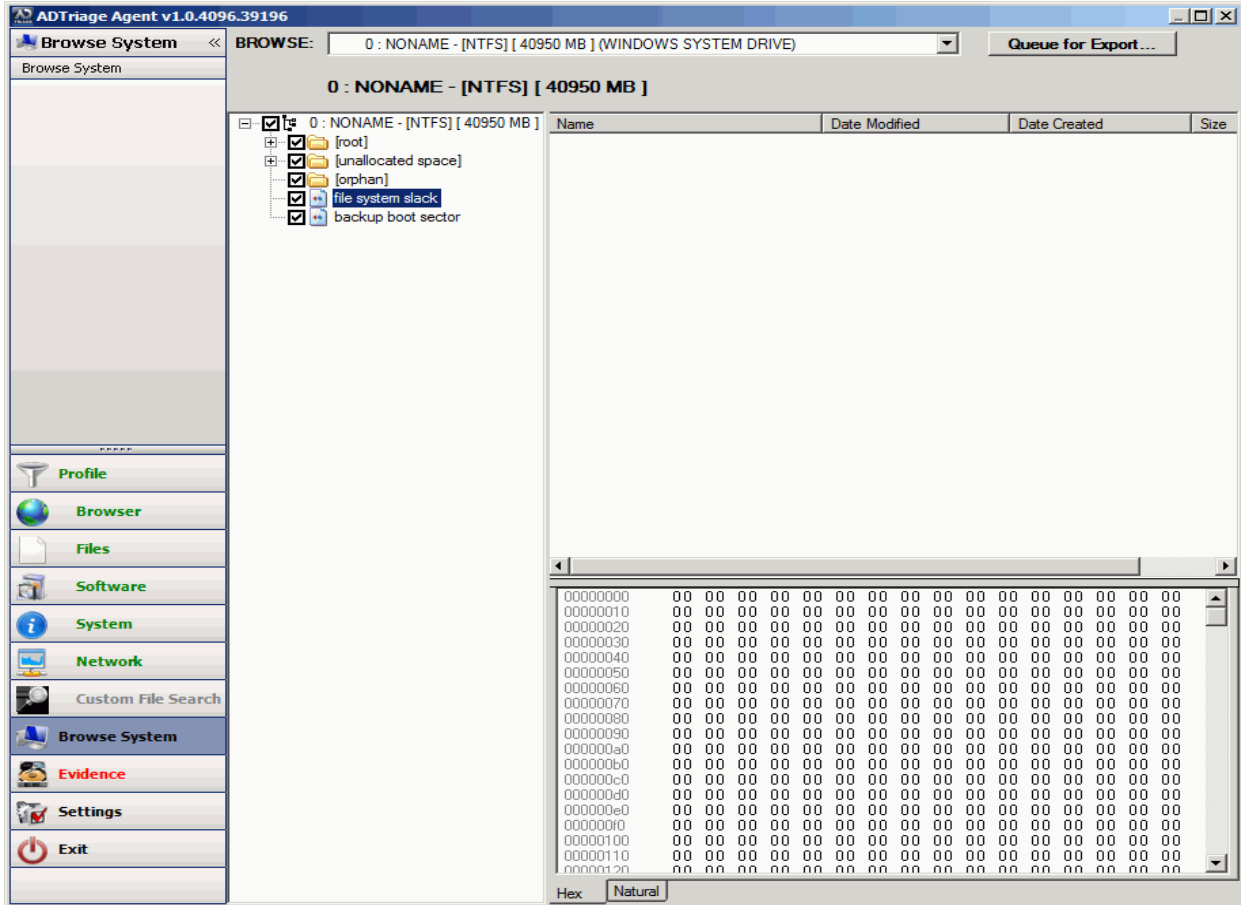 ADTriage Agent v1.0.4096.39196
Browse System «
Browse System
BROWSE: 0 : NONAME - [NTFS] [ 40950 MB ] (WINDOWS SYSTEM DRIVE) Queue for Export...
0 : NONAME - [NTFS] [ 40950 MB ]
0 : NONAME - [NTFS] [ 40950 MB ]
[root]
[unallocated space]
[orphan]
file system slack
backup boot sector
Name Date Modified Date Created Size
Profile
Browser
Files
Software
System
Network
Custom File Search
Browse System
Evidence
Settings
Exit
00000000 00 00 00 00 00 00 00 00 00 00 00 00 00 00 00 00
00000010 00 00 00 00 00 00 00 00 00 00 00 00 00 00 00 00
00000020 00 00 00 00 00 00 00 00 00 00 00 00 00 00 00 00
00000030 00 00 00 00 00 00 00 00 00 00 00 00 00 00 00 00
00000040 00 00 00 00 00 00 00 00 00 00 00 00 00 00 00 00
00000050 00 00 00 00 00 00 00 00 00 00 00 00 00 00 00 00
00000060 00 00 00 00 00 00 00 00 00 00 00 00 00 00 00 00
00000070 00 00 00 00 00 00 00 00 00 00 00 00 00 00 00 00
00000080 00 00 00 00 00 00 00 00 00 00 00 00 00 00 00 00
00000090 00 00 00 00 00 00 00 00 00 00 00 00 00 00 00 00
000000a0 00 00 00 00 00 00 00 00 00 00 00 00 00 00 00 00
000000b0 00 00 00 00 00 00 00 00 00 00 00 00 00 00 00 00
000000c0 00 00 00 00 00 00 00 00 00 00 00 00 00 00 00 00
000000d0 00 00 00 00 00 00 00 00 00 00 00 00 00 00 00 00
000000e0 00 00 00 00 00 00 00 00 00 00 00 00 00 00 00 00
000000f0 00 00 00 00 00 00 00 00 00 00 00 00 00 00 00 00
00000100 00 00 00 00 00 00 00 00 00 00 00 00 00 00 00 00
00000110 00 00 00 00 00 00 00 00 00 00 00 00 00 00 00 00
00000120 00 00 00 00 00 00 00 00 00 00 00 00 00 00 00 00
Hex Natural